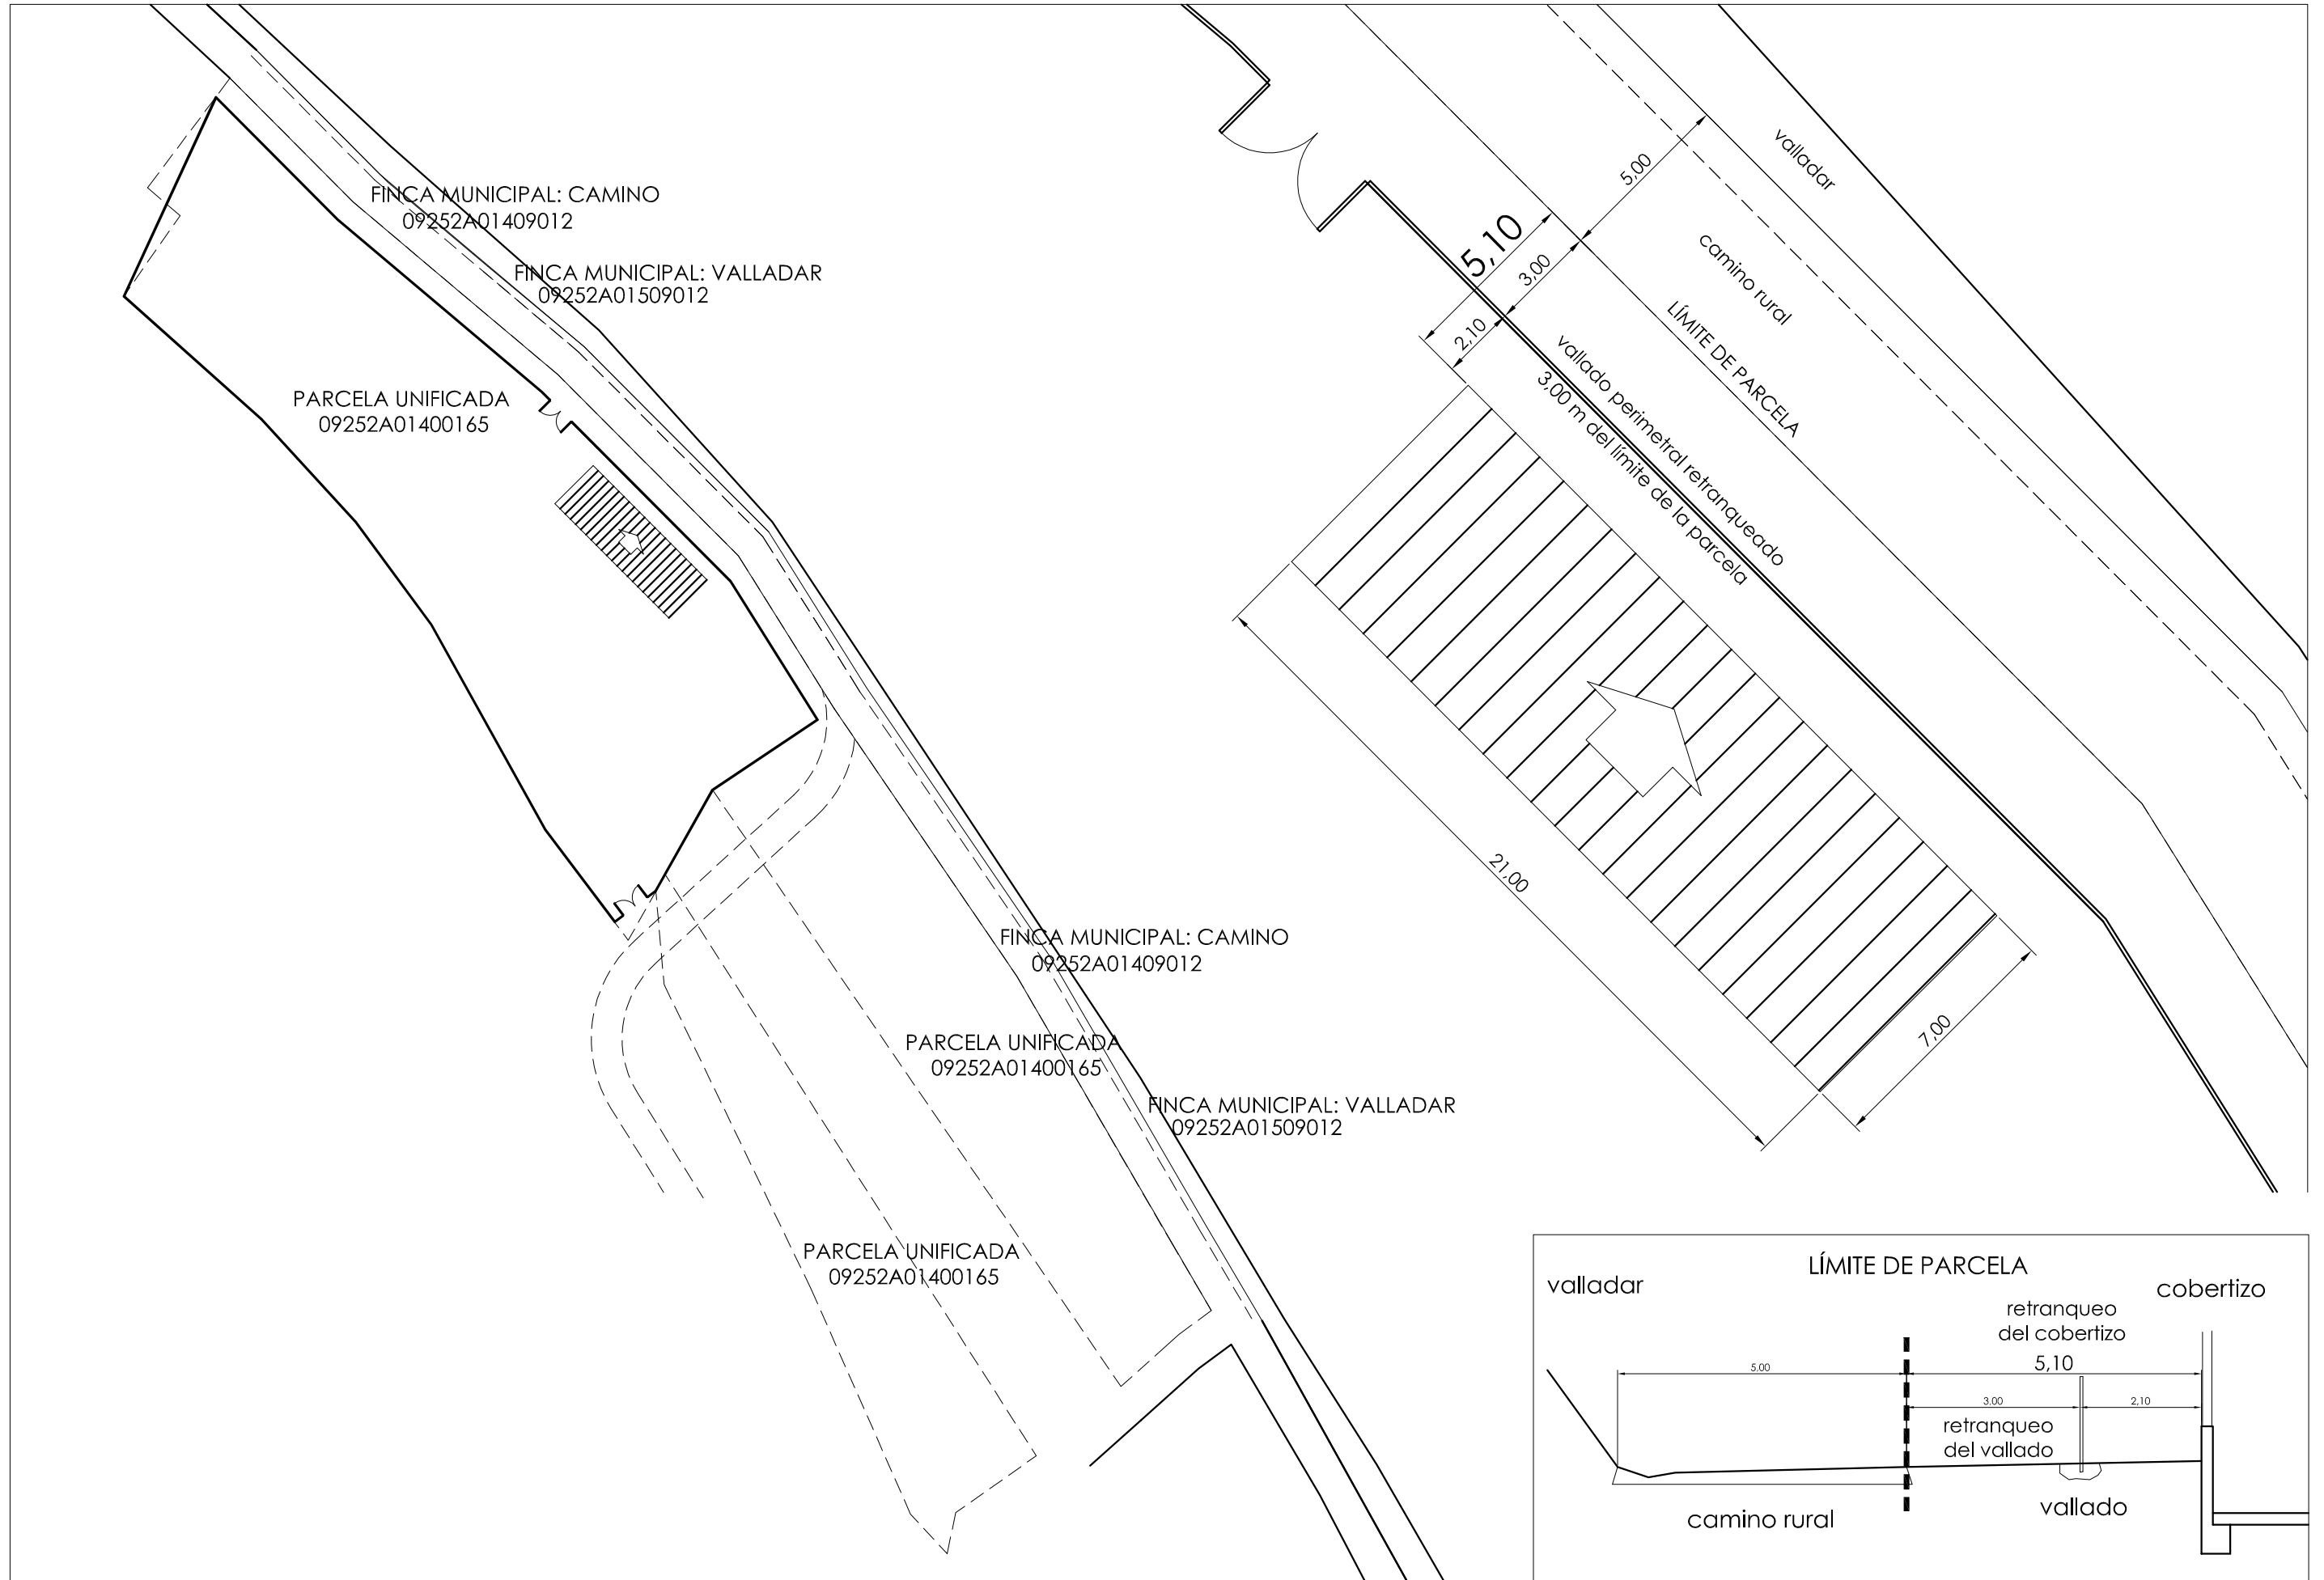 FINCA MUNICIPAL: CAMINO
09252A01409012
FINCA MUNICIPAL: VALLADAR
09252A01509012
PARCELA UNIFICADA
09252A01400165
FINCA MUNICIPAL: CAMINO
09252A01409012
PARCELA UNIFICADA
09252A01400165
FINCA MUNICIPAL: VALLADAR
09252A01509012
PARCELA UNIFICADA
09252A01400165
valladar
5,00
camino rural
5,10
3,00
2,10
LÍMITE DE PARCELA
vallado perimetral retranqueado
3,00 m del límite de la parcela
21,00
7,00
LÍMITE DE PARCELA
valladar
cobertizo
retranqueo
del cobertizo
5,00
5,10
3,00
2,10
retranqueo
del vallado
camino rural
vallado